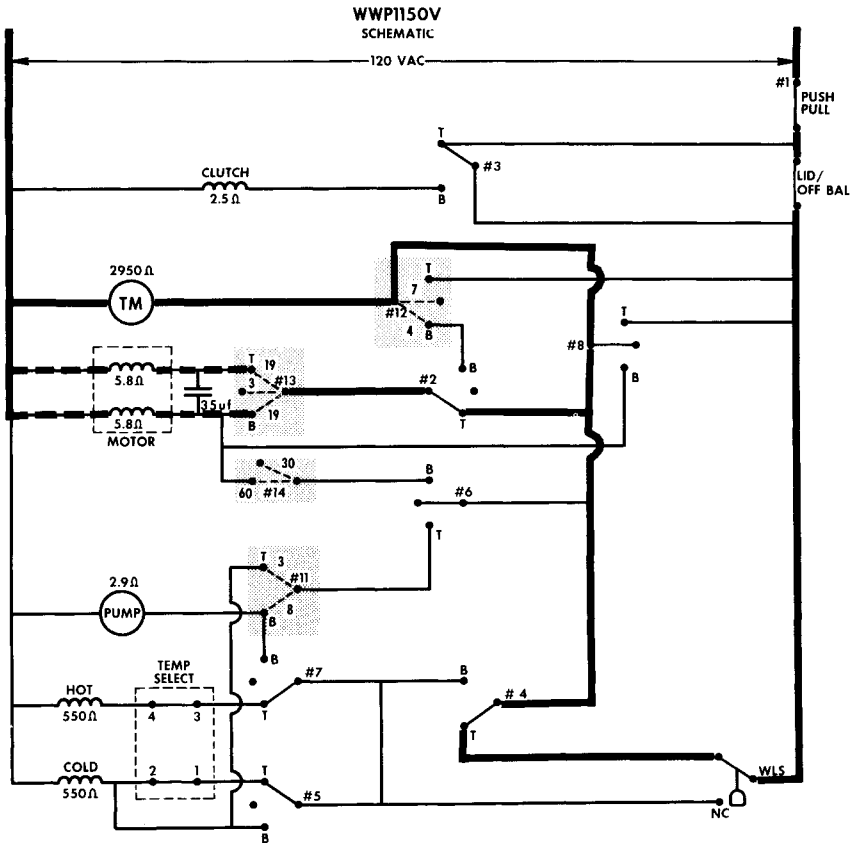 WWP1150V
SCHEMATIC
120 VAC
#1
PUSH
PULL
T
#3
LID/
OFF BAL
CLUTCH
2.5Ω
B
2950Ω
TM
T
7
#12
4
B
T
#8
B
B
T
19
5.8Ω
3
#13
#2
35uf
19
T
5.8Ω
B
MOTOR
30
B
60
#14
#6
T
T
3
#11
2.9Ω
8
PUMP
B
B
TEMP
SELECT
#7
B
HOT
# 4
550Ω
4
3
T
T
COLD
2
1
T
WLS
550Ω
#5
NC
B